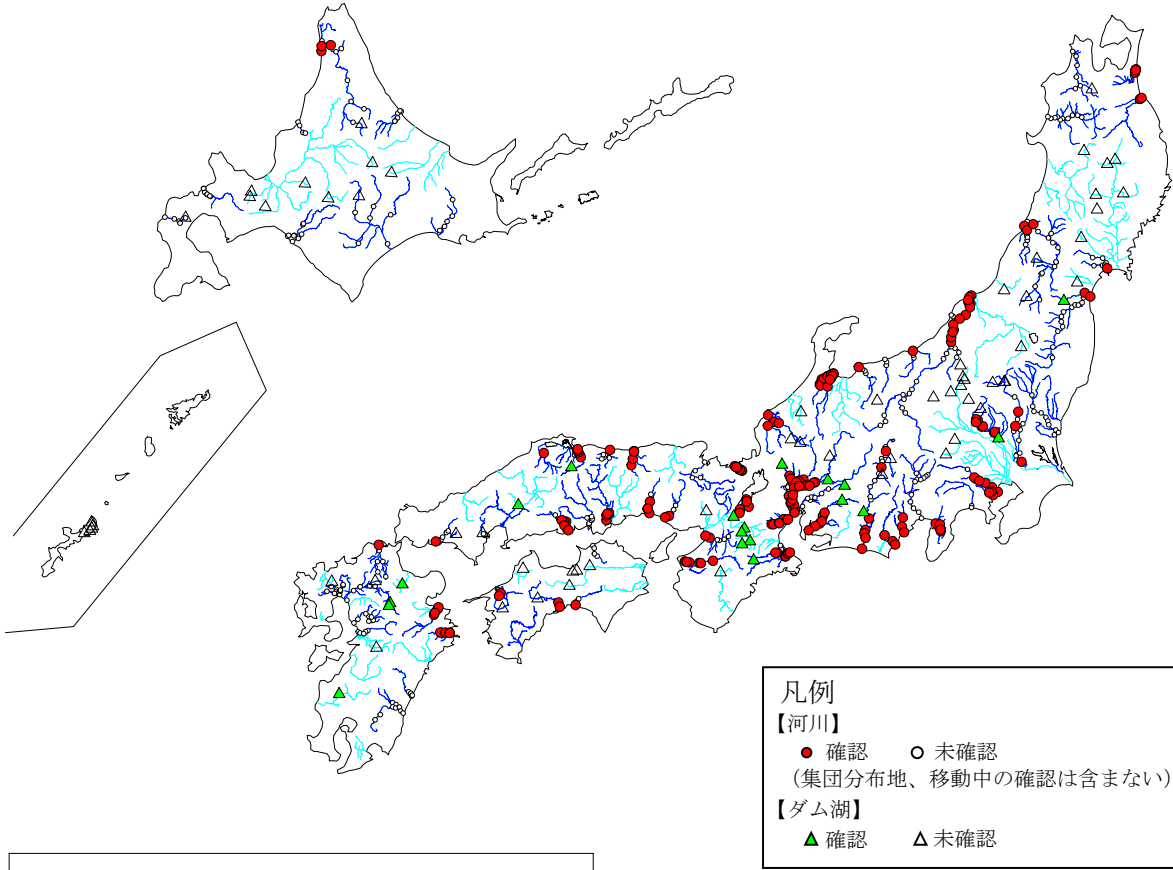 凡例
【河川】
確認 未確認
(集団分布地、移動中の確認は含まない)
【ダム湖】
確認 未確認